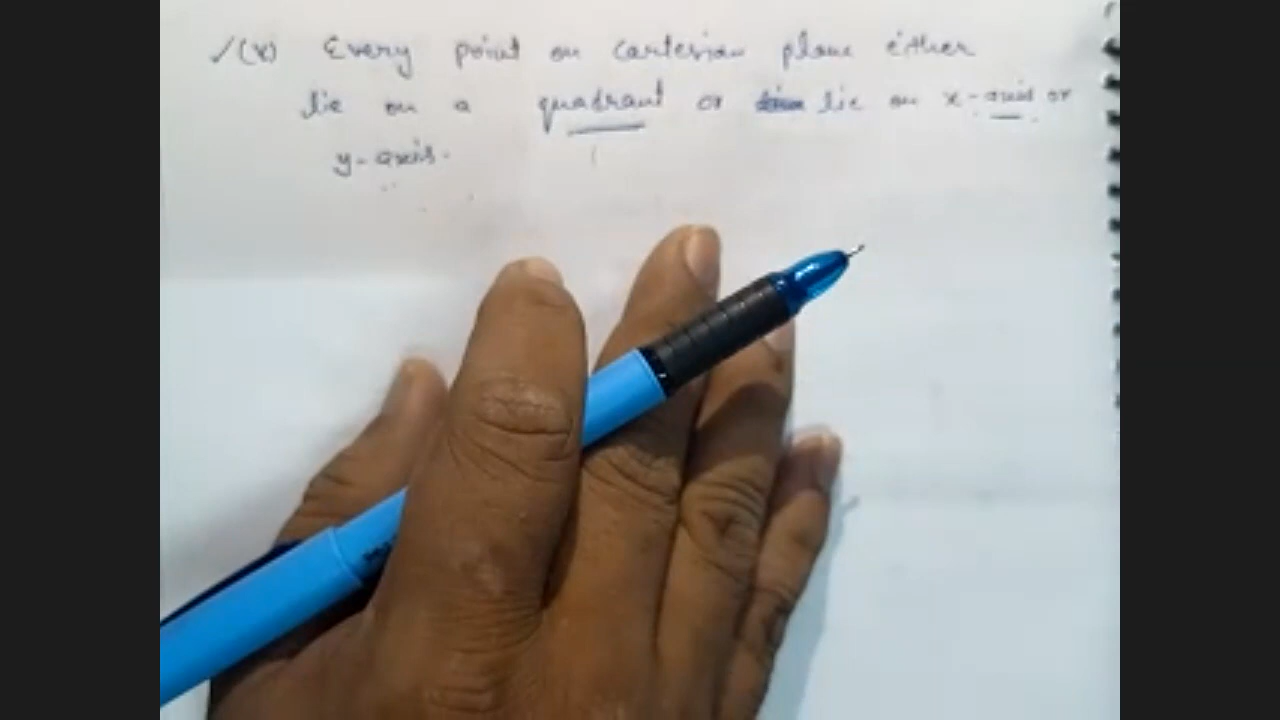 ✓(v) Every point on cartesian plane either
lie on a quadrant or lie on x-axis or
y-axis.